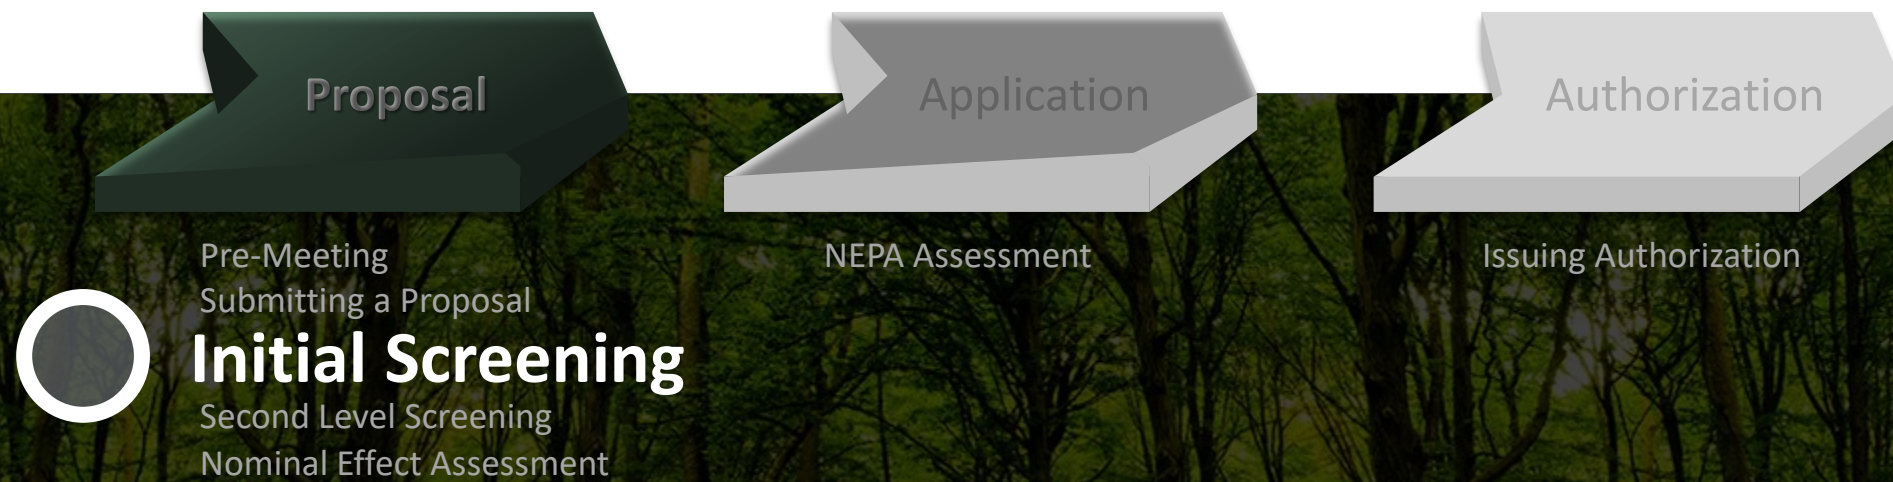 Proposal
Application
Authorization
Pre-Meeting
Submitting a Proposal
Initial Screening
Second Level Screening
Nominal Effect Assessment
NEPA Assessment
Issuing Authorization